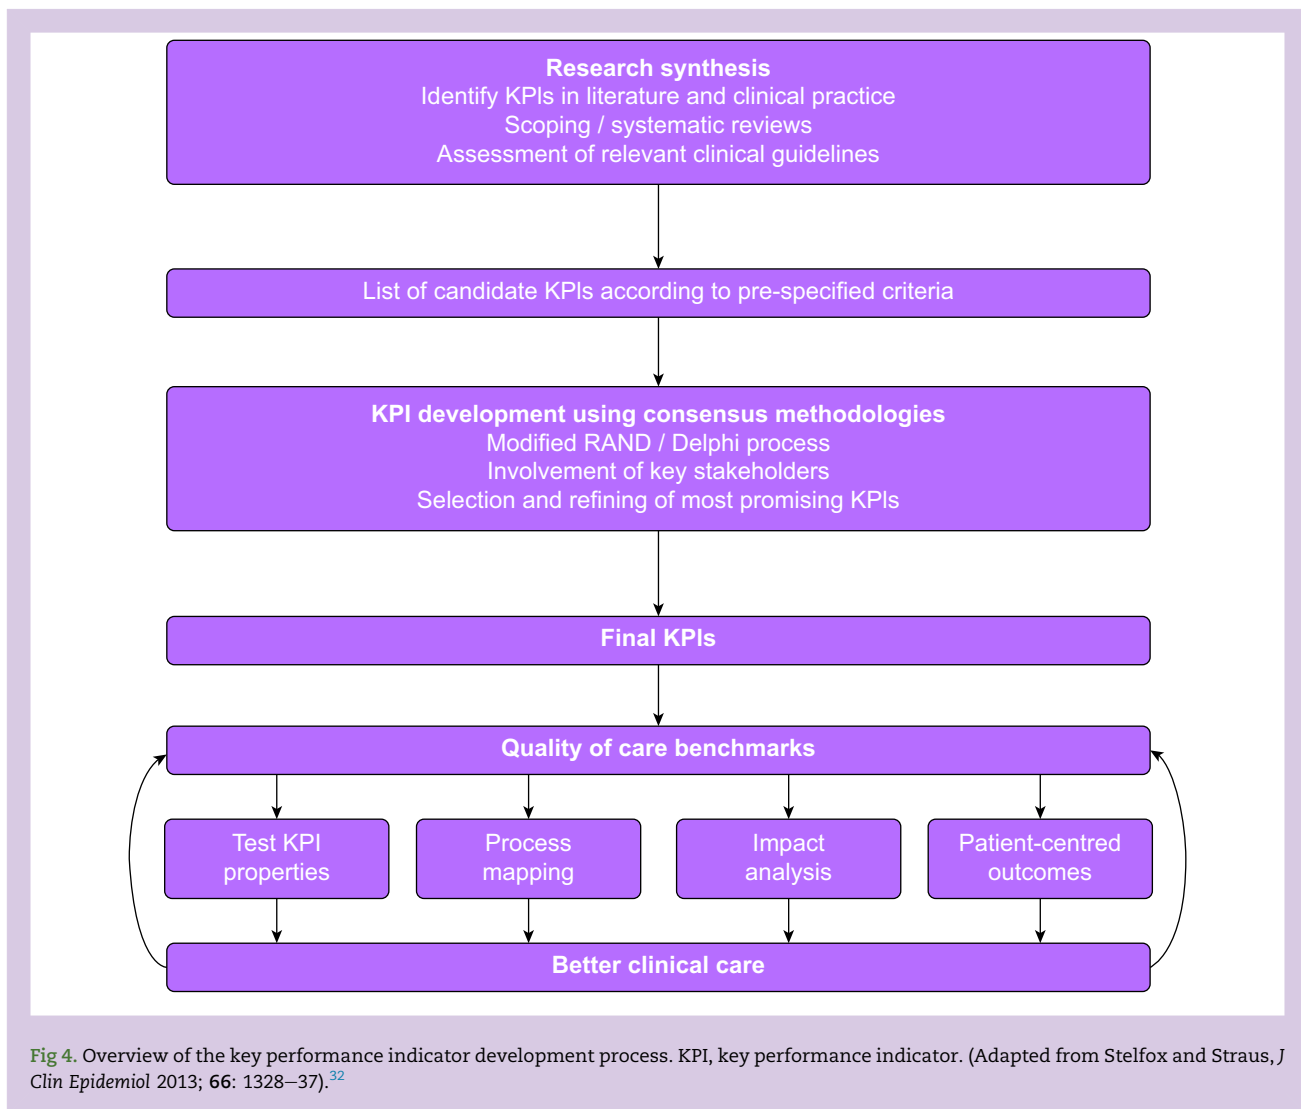 Research synthesis
Identify KPIs in literature and clinical practice
Scoping / systematic reviews
Assessment of relevant clinical guidelines
List of candidate KPIs according to pre-specified criteria
KPI development using consensus methodologies
Modified RAND / Delphi process
Involvement of key stakeholders
Selection and refining of most promising KPIs
Final KPIs
Quality of care benchmarks
Test KPI
properties
Process
mapping
Impact
analysis
Patient-centred
outcomes
Better clinical care
Fig 4. Overview of the key performance indicator development process. KPI, key performance indicator. (Adapted from Stelfox and Straus, J
Clin Epidemiol 2013; 66: 1328–37).32